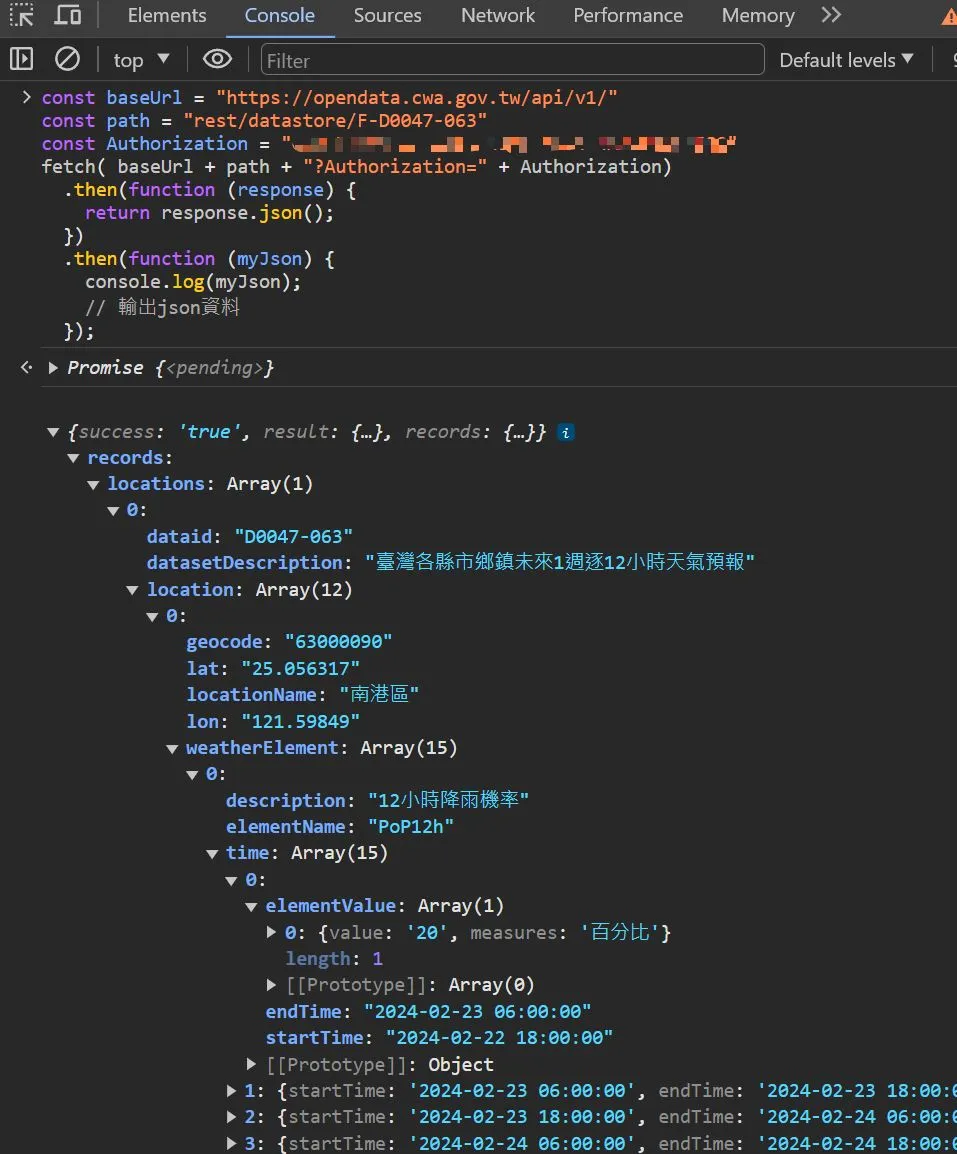 Elements Console Sources Network Performance Memory
top Filter Default levels
const baseUrl = "https://opendata.cwa.gov.tw/api/v1/"
const path = "rest/datastore/F-D0047-063"
const Authorization = "
fetch( baseUrl + path + "?Authorization=" + Authorization)
.then(function (response) {
return response.json();
})
.then(function (myJson) {
console.log(myJson);
// 輸出json資料
});
Promise {<pending>}
{success: 'true', result: {…}, records: {…}}
records:
locations: Array(1)
0:
dataid: "D0047-063"
datasetDescription: "臺灣各縣市鄉鎮未來1週逐12小時天氣預報"
location: Array(12)
0:
geocode: "63000090"
lat: "25.056317"
locationName: "南港區"
lon: "121.59849"
weatherElement: Array(15)
0:
description: "12小時降雨機率"
elementName: "PoP12h"
time: Array(15)
0:
elementValue: Array(1)
0: {value: '20', measures: '百分比'}
length: 1
[[Prototype]]: Array(0)
endTime: "2024-02-23 06:00:00"
startTime: "2024-02-22 18:00:00"
[[Prototype]]: Object
1: {startTime: '2024-02-23 06:00:00', endTime: '2024-02-23 18:00:
2: {startTime: '2024-02-23 18:00:00', endTime: '2024-02-24 06:00:
3: {startTime: '2024-02-24 06:00:00', endTime: '2024-02-24 18:00: